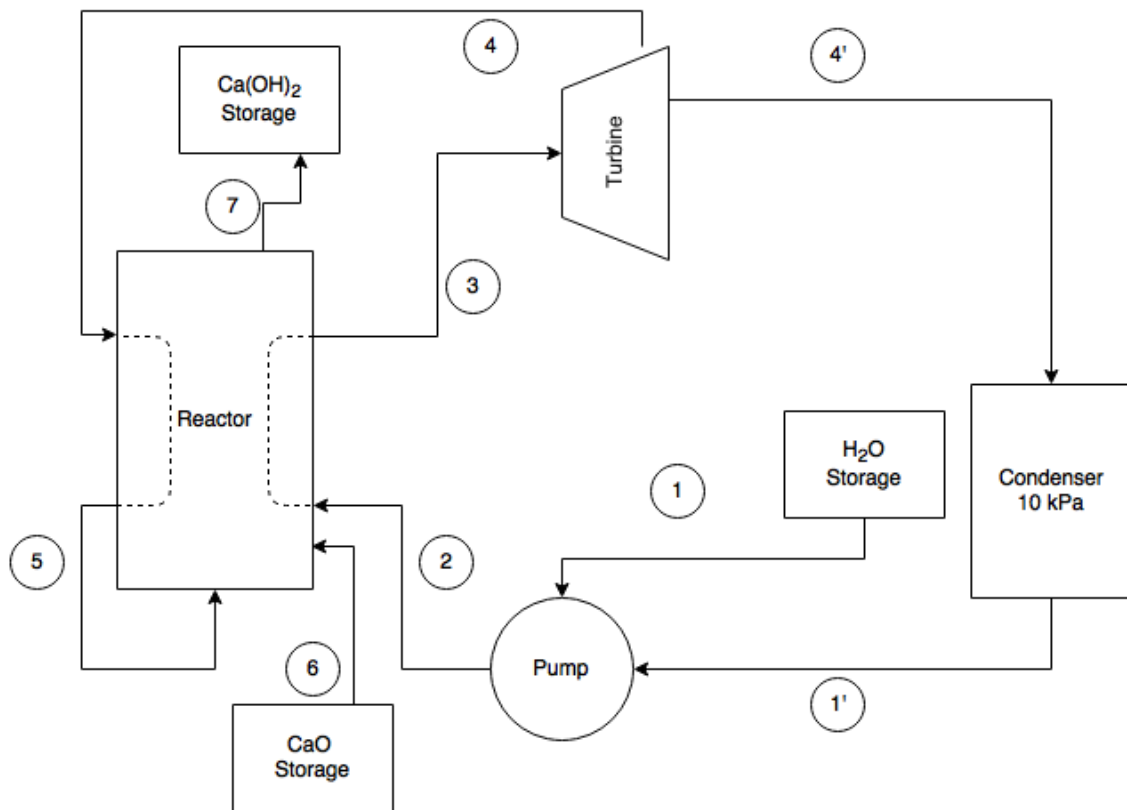 4
4'
Ca(OH)₂
Storage
Turbine
7
3
Reactor
H₂O
Storage
1
Condenser
10 kPa
5
2
6
Pump
1'
CaO
Storage